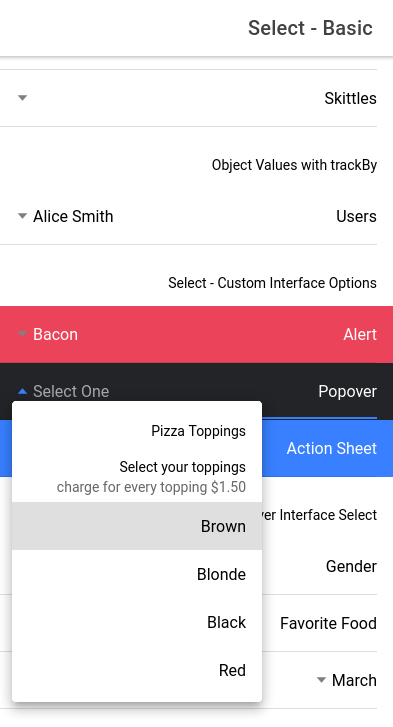 Select - Basic
Skittles
Object Values with trackBy
Users
Alice Smith
Select - Custom Interface Options
Alert
Bacon
Popover
Select One
Action Sheet
Pizza Toppings
Select your toppings
charge for every topping $1.50
Brown
Blonde
Black
Red
Interface Select
Gender
Favorite Food
March